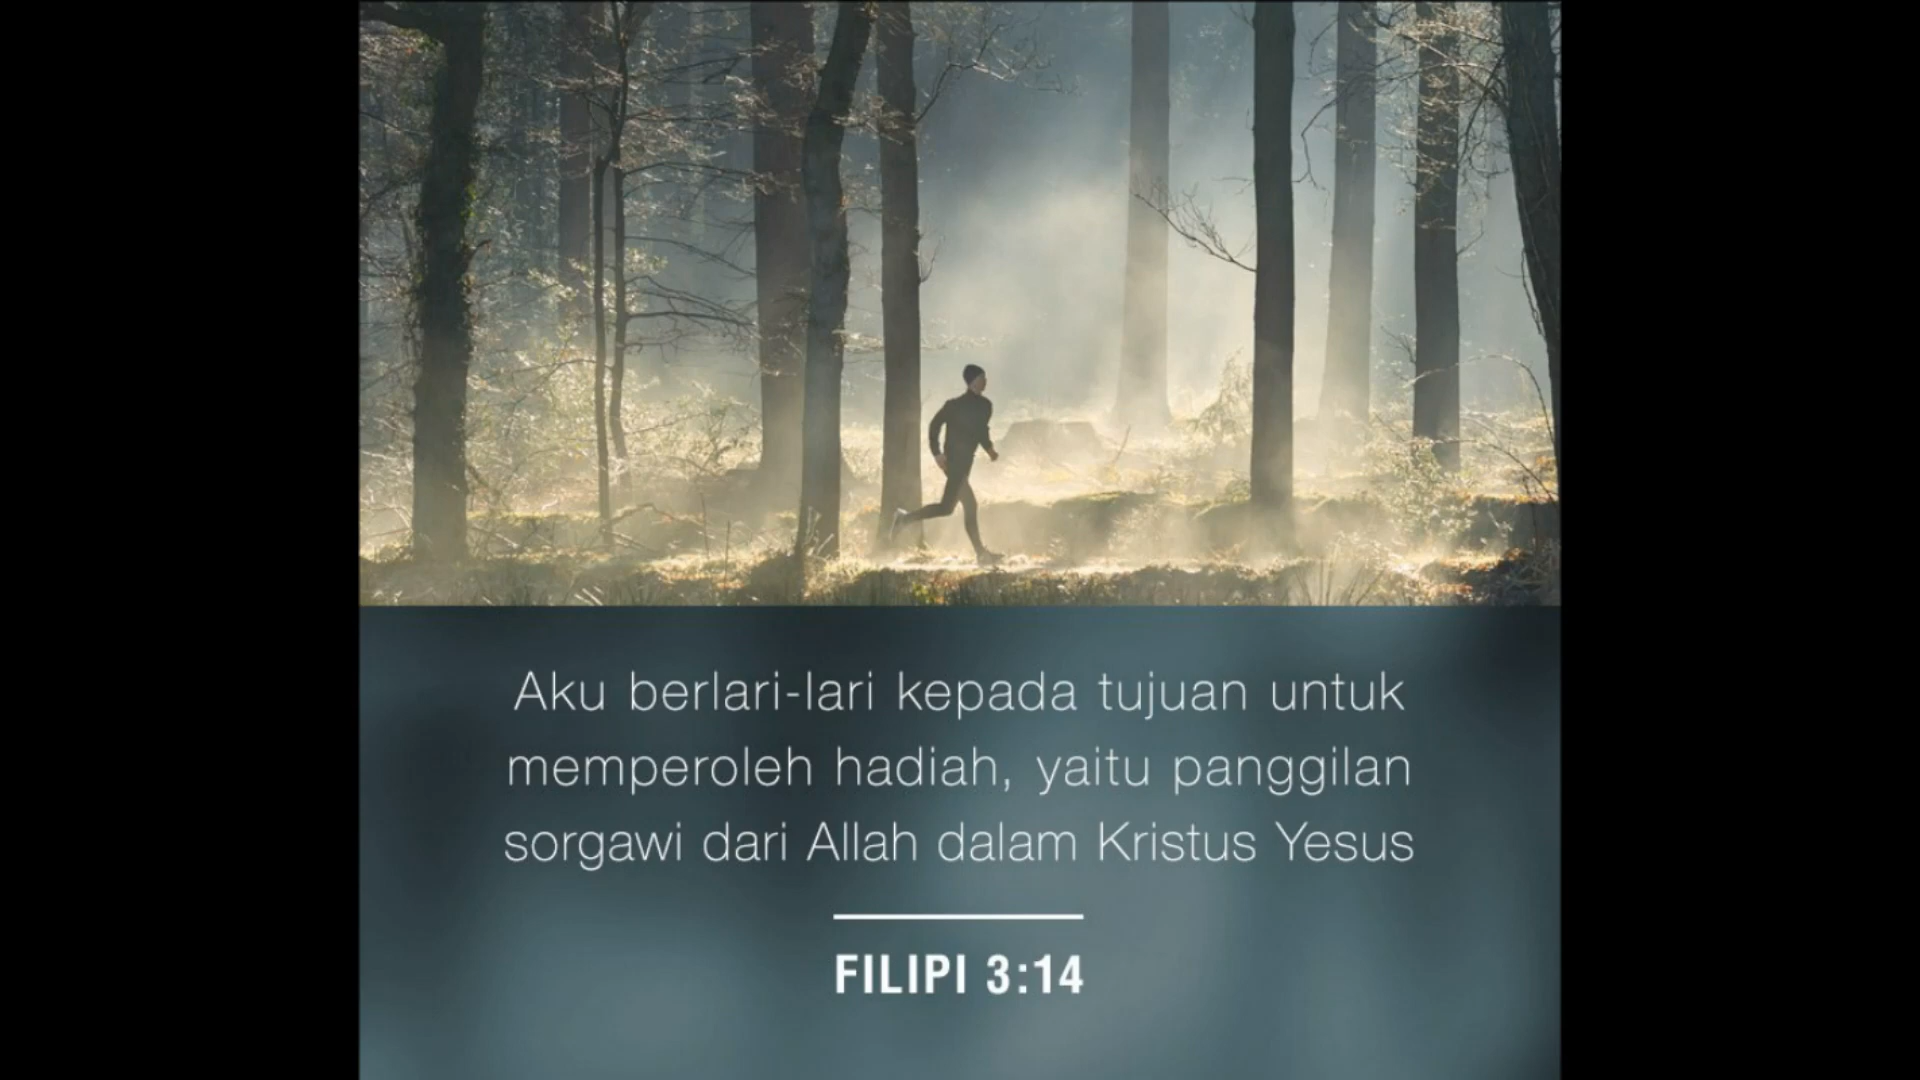 Aku berlari-lari kepada tujuan untuk
memperoleh hadiah, yaitu panggilan
sorgawi dari Allah dalam Kristus Yesus
FILIPI 3:14